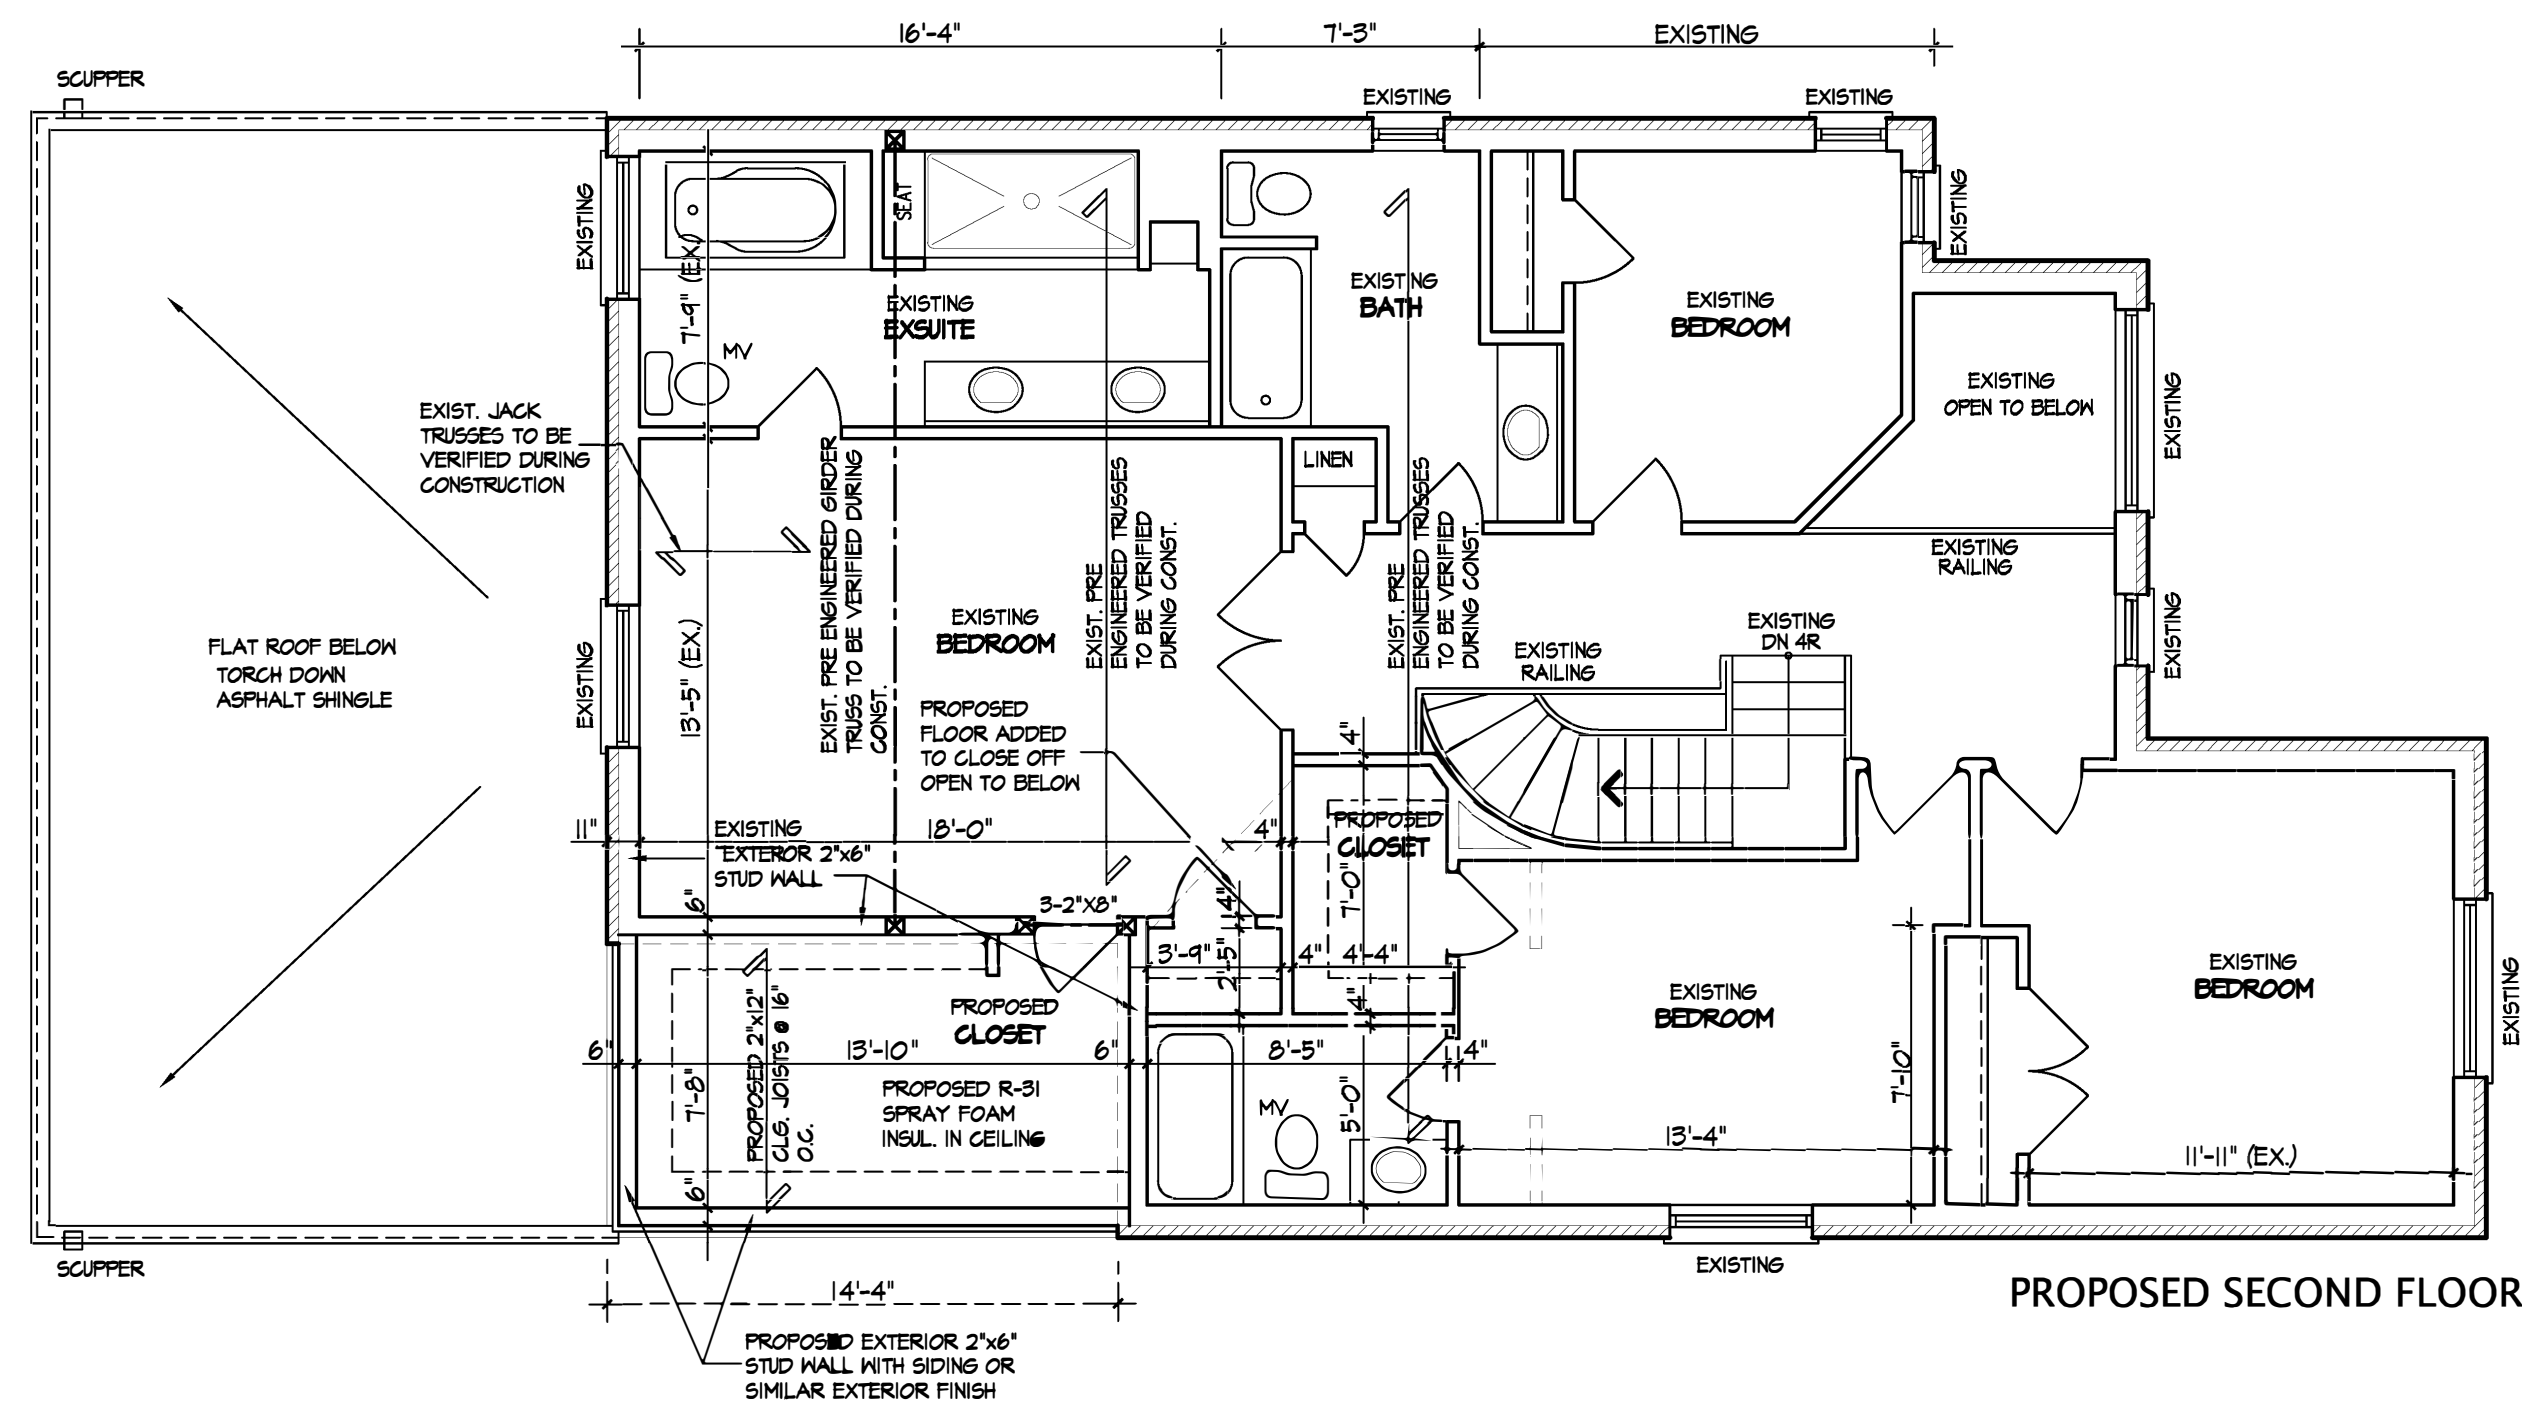 16'-4"
7'-3"
EXISTING
SCUPPER
EXISTING
EXISTING
EXISTING
SEAT
EXISTING
7'-9" (EX.)
EXISTING
EXSUITE
MV
EXISTING
BATH
EXISTING
BEDROOM
EXISTING
OPEN TO BELOW
EXISTING
EXIST. JACK
TRUSSES TO BE
VERIFIED DURING
CONSTRUCTION
LINEN
EXIST. PRE ENGINEERED GIRDER
TRUSS TO BE VERIFIED DURING
CONST.
EXIST. PRE
ENGINEERED TRUSSES
TO BE VERIFIED
DURING CONST.
EXIST. PRE
ENGINEERED TRUSSES
TO BE VERIFIED
DURING CONST.
EXISTING
RAILING
EXISTING
EXISTING
BEDROOM
EXISTING
DN 4R
EXISTING
RAILING
FLAT ROOF BELOW
TORCH DOWN
ASPHALT SHINGLE
EXISTING
13'-5" (EX.)
PROPOSED
FLOOR ADDED
TO CLOSE OFF
OPEN TO BELOW
4"
11"
18'-0"
4"
EXISTING
EXTERIOR 2"x6"
STUD WALL
PROPOSED
CLOSET
7'-0"
6"
3-2"X8"
4"
3'-9"
2'-5"
4"
4'-4"
4"
PROPOSED 2"x12"
CLG. JOISTS @ 16"
O.C.
PROPOSED
CLOSET
EXISTING
BEDROOM
EXISTING
BEDROOM
EXISTING
6"
13'-10"
6"
8'-5"
4"
7'-8"
PROPOSED R-31
SPRAY FOAM
INSUL. IN CEILING
MV
5'-0"
7'-10"
13'-4"
11'-11" (EX.)
6"
SCUPPER
EXISTING
14'-4"
PROPOSED SECOND FLOOR
PROPOSED EXTERIOR 2"x6"
STUD WALL WITH SIDING OR
SIMILAR EXTERIOR FINISH